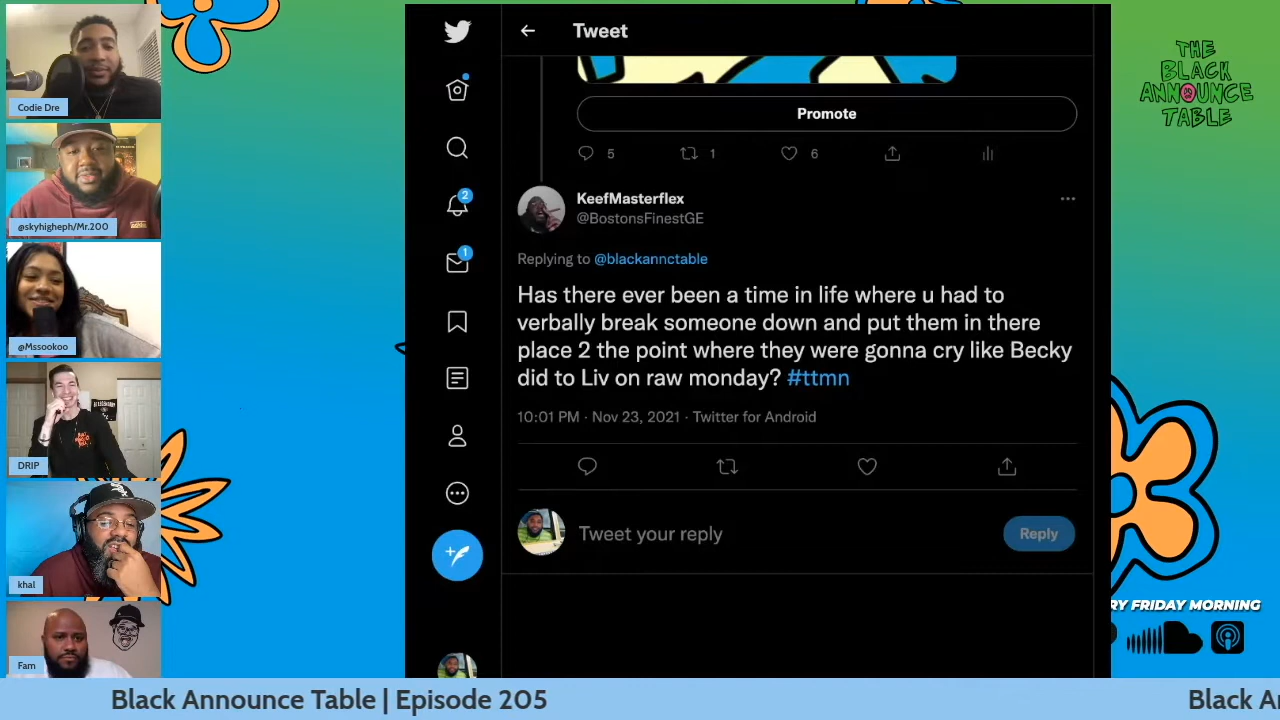 Codie Dre
@skyhigheph/Mr.200
@Mssookoo
DRIP
khal
Fam
Tweet
Promote
5
1
6
2
1
KeefMasterflex
@BostonsFinestGE
Replying to @blackannctable
Has there ever been a time in life where u had to
verbally break someone down and put them in there
place 2 the point where they were gonna cry like Becky
did to Liv on raw monday? #ttmn
10:01 PM · Nov 23, 2021 · Twitter for Android
Tweet your reply
Reply
THE
BLACK
ANNOUNCE
TABLE
RY FRIDAY MORNING
Black Announce Table | Episode 205
Black A